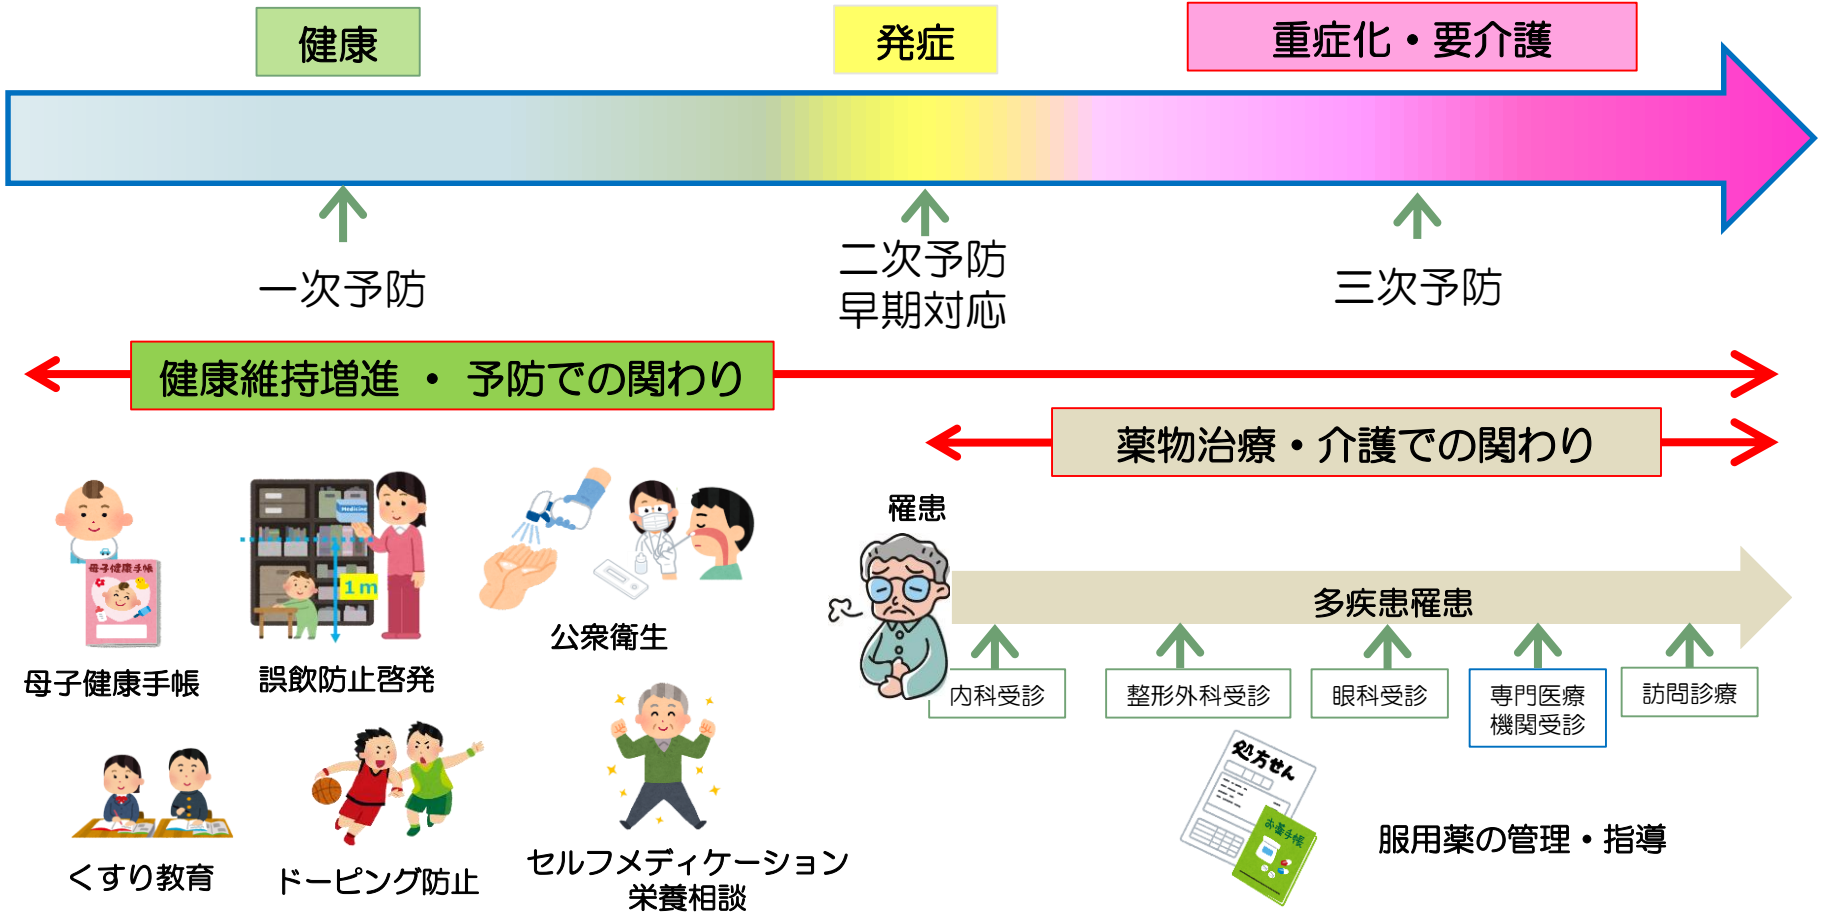 健康
発症
重症化・要介護
一次予防
二次予防
早期対応
三次予防
健康維持増進 ・ 予防での関わり
薬物治療・介護での関わり
罹患
多疾患罹患
Medicine
1m
母子健康手帳
母子健康手帳
誤飲防止啓発
公衆衛生
内科受診
整形外科受診
眼科受診
専門医療
機関受診
訪問診療
くすり教育
ドーピング防止
セルフメディケーション
栄養相談
処方せん
お薬手帳
服用薬の管理・指導